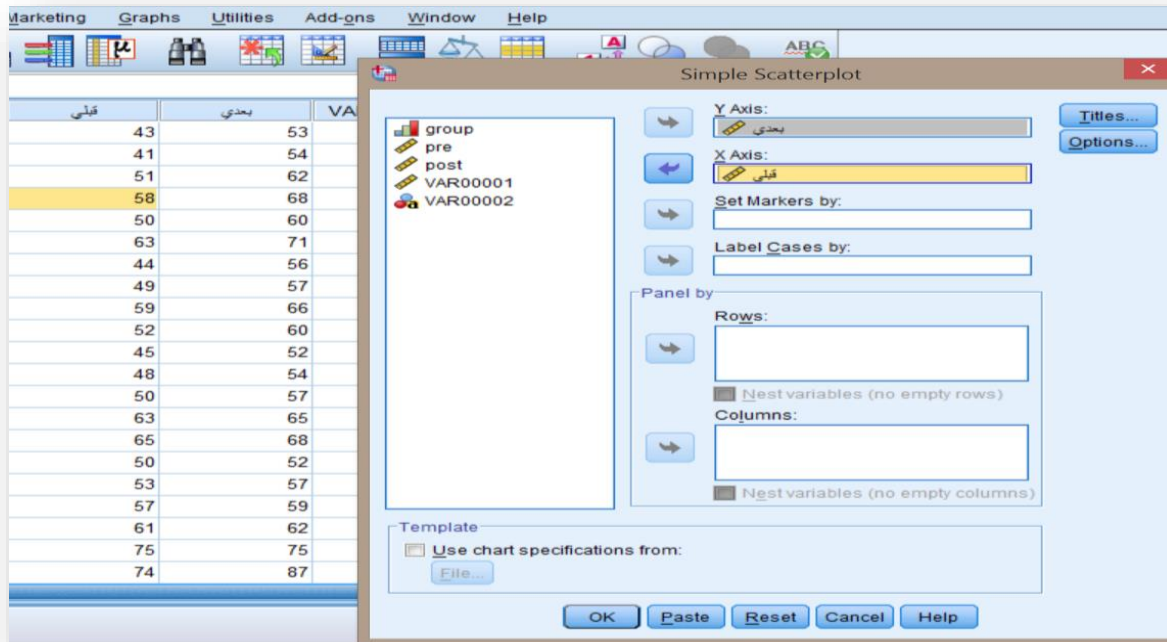 Marketing Graphs Utilities Add-ons Window Help
μ
A
ABC
Simple Scatterplot
قبلي بعدي VA
43 53
41 54
51 62
58 68
50 60
63 71
44 56
49 57
59 66
52 60
45 52
48 54
50 57
63 65
65 68
50 52
53 57
57 59
61 62
75 75
74 87
group
pre
post
VAR00001
VAR00002
Y Axis:
بعدي
X Axis:
قبلي
Set Markers by:
Label Cases by:
Panel by
Rows:
Nest variables (no empty rows)
Columns:
Nest variables (no empty columns)
Titles...
Options...
Template
Use chart specifications from:
File...
OK Paste Reset Cancel Help